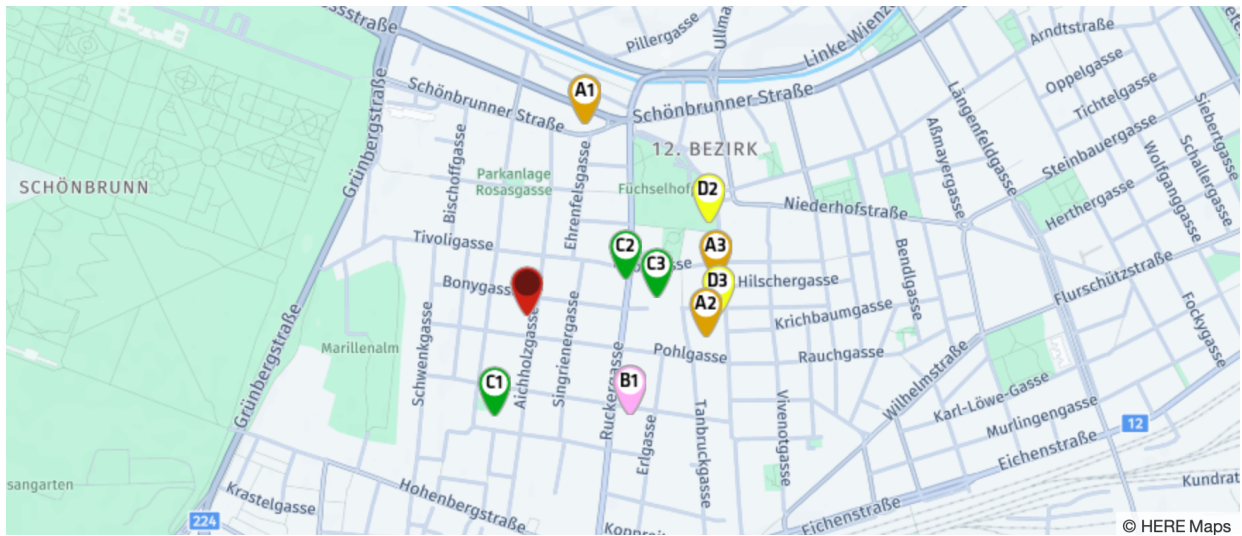 Pillergasse
Ullma
Linke Wienz
Arndtstraße
Oppelgasse
Tichtelgasse
Siebertgasse
Schallergasse
Wolfganggasse
Längenfeldgasse
Aßmayergasse
Steinbauergasse
Herthergasse
ssstraße
Grünbergstraße
Schönbrunner Straße
A1
Schönbrunner Straße
12. BEZIRK
SCHÖNBRUNN
Bischoffgasse
Parkanlage
Rosasgasse
Ehrenfelsgasse
Füchselhof
D2
Niederhofstraße
Tivoligasse
C2
C3
A3
D3
A2
Hilschergasse
Bendlgasse
Flurschützstraße
Fockygasse
Bonygasse
Krichbaumgasse
Schwenkgasse
Aichholzgasse
Singrienergasse
Ruckergasse
Pohlgasse
Rauchgasse
Marillenalm
Grünbergstraße
C1
B1
Wilhelmstraße
Karl-Löwe-Gasse
Murlingengasse
12
Eichenstraße
Erlgasse
Tanbruckgasse
Vivenotgasse
sangarten
Krastelgasse
Hohenbergstraße
Eichenstraße
Kundrat
224
© HERE Maps